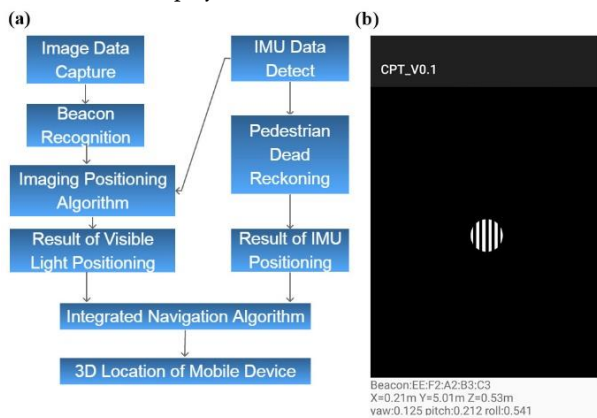 (a)
Image Data
Capture
IMU Data
Detect
Beacon
Recognition
Pedestrian
Dead
Reckoning
Imaging Positioning
Algorithm
Result of Visible
Light Positioning
Result of IMU
Positioning
Integrated Navigation Algorithm
3D Location of Mobile Device
(b)
CPT_V0.1
Beacon:EE:F2:A2:B3:C3
X=0.21m Y=5.01m Z=0.53m
yaw:0.125 pitch:0.212 roll:0.541